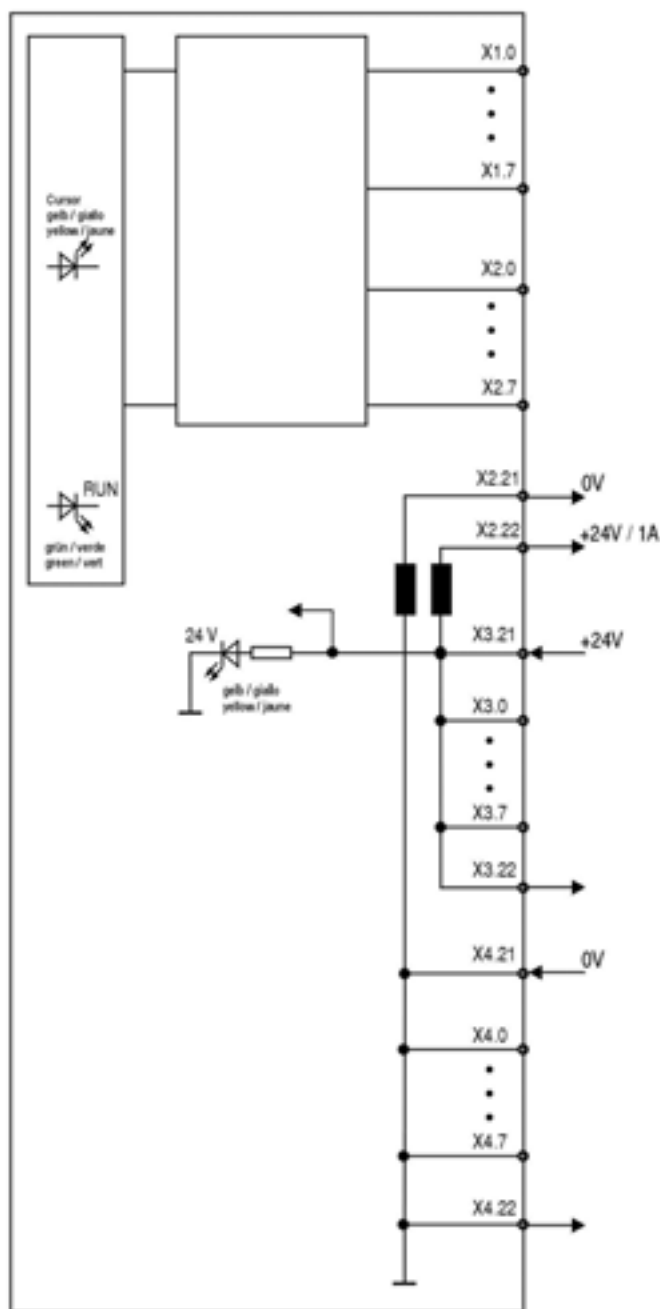 X1.0
X1.7
Cursor
gelb / giallo
yellow / jaune
X2.0
X2.7
RUN
grün / verde
green / vert
X2.21
0V
X2.22
+24V / 1A
24 V
X3.21
+24V
gelb / giallo
yellow / jaune
X3.0
X3.7
X3.22
X4.21
0V
X4.0
X4.7
X4.22